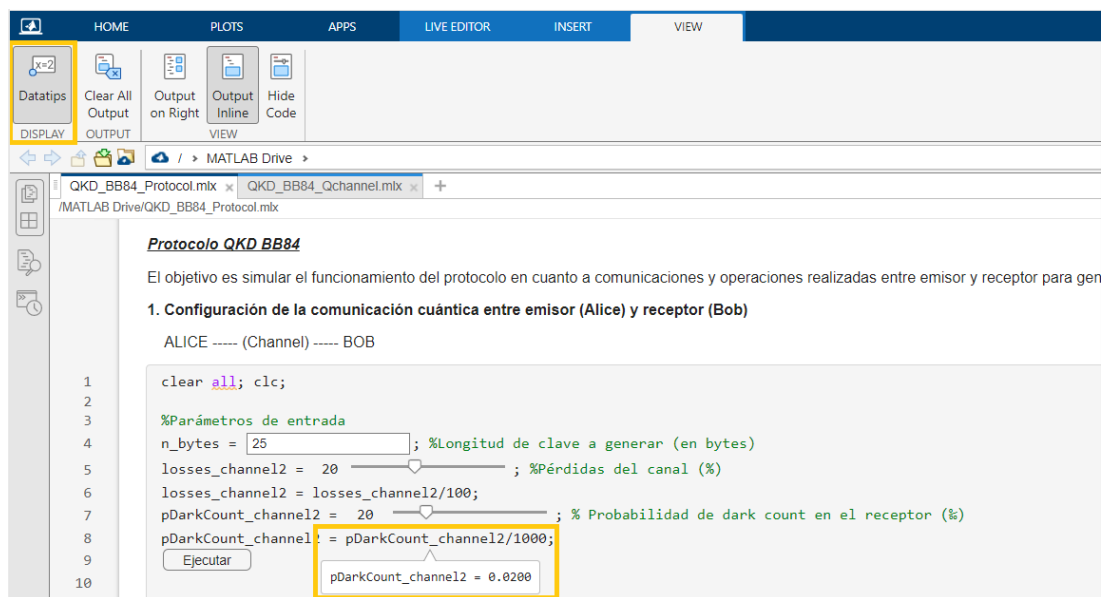 HOME PLOTS APPS LIVE EDITOR INSERT VIEW
x=2
Datatips Clear All Output Output Output Hide
Output on Right Inline Code
DISPLAY OUTPUT VIEW
/ > MATLAB Drive >
QKD_BB84_Protocol.mlx x QKD_BB84_Qchannel.mlx x +
/MATLAB Drive/QKD_BB84_Protocol.mlx
Protocolo QKD BB84
El objetivo es simular el funcionamiento del protocolo en cuanto a comunicaciones y operaciones realizadas entre emisor y receptor para gen
1. Configuración de la comunicación cuántica entre emisor (Alice) y receptor (Bob)
ALICE ----- (Channel) ----- BOB
1 clear all; clc;
2
3 %Parámetros de entrada
4 n_bytes = 25 ; %Longitud de clave a generar (en bytes)
5 losses_channel2 = 20 ; %Pérdidas del canal (%)
6 losses_channel2 = losses_channel2/100;
7 pDarkCount_channel2 = 20 ; % Probabilidad de dark count en el receptor (‰)
8 pDarkCount_channel2 = pDarkCount_channel2/1000;
9 Ejecutar
pDarkCount_channel2 = 0.0200
10